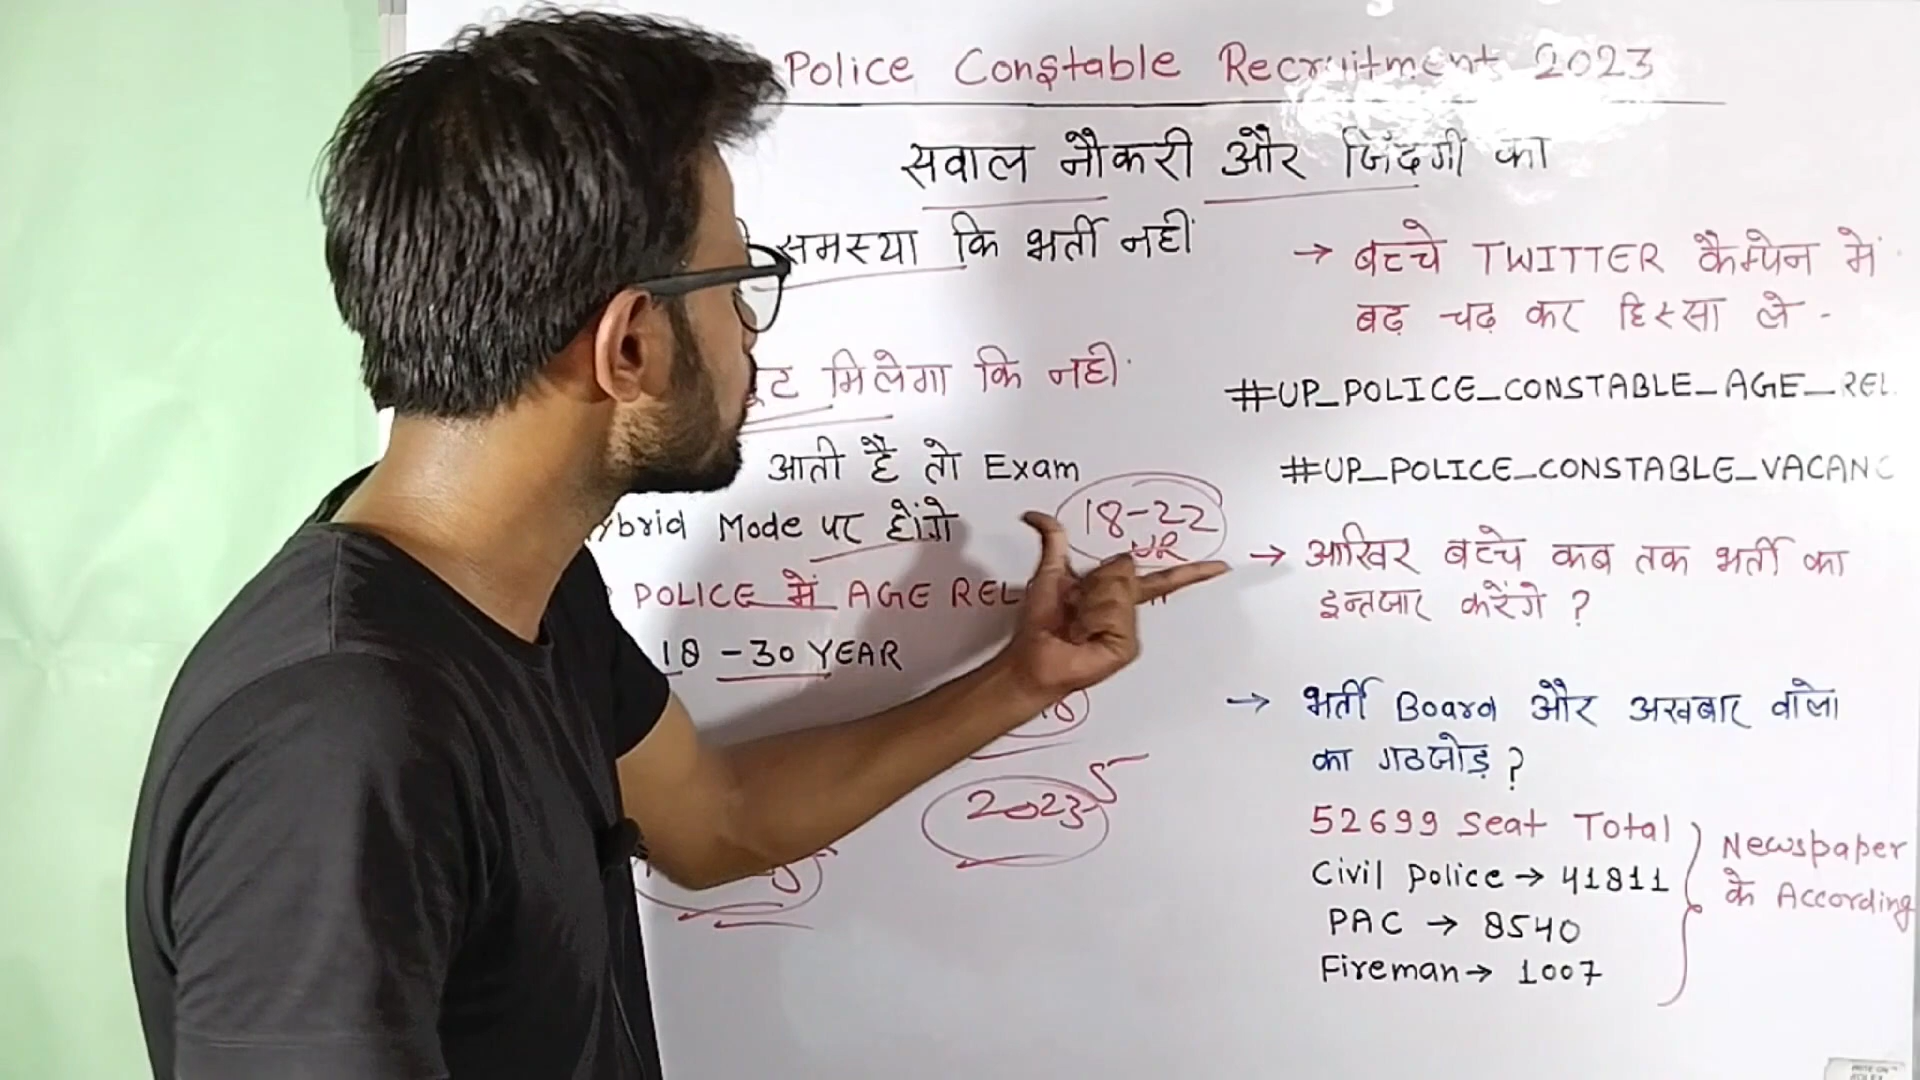 Police Constable Recruitment 2023
सवाल नौकरी और जिंदगी का
समस्या कि भर्ती नहीं
मिलेगा कि नहीं
आती है तो Exam
Mode पर होंगे
18-22
UR
POLICE में AGE
18 - 30 YEAR
2023
→ बच्चे TWITTER कैम्पेन में
बढ़ चढ़ कर हिस्सा ले -
#UP_POLICE_CONSTABLE_AGE_REL
#UP_POLICE_CONSTABLE_VACANC
→ आखिर बच्चे कब तक भर्ती का
इन्तजार करेंगे ?
→ भर्ती Board और अखबार वालो
का गठजोड़ ?
52699 Seat Total
Civil Police → 41811
PAC → 8540
Fireman → 1007
Newspaper
के According